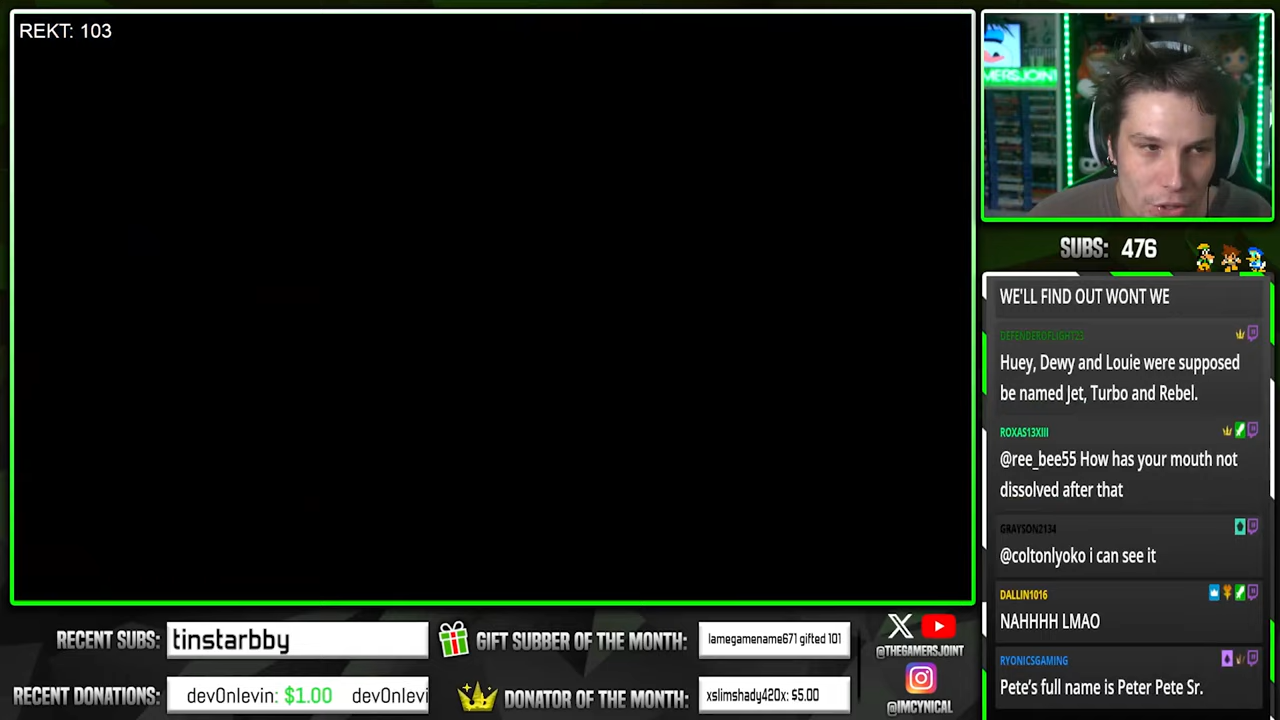 REKT: 103
SUBS: 476
WE'LL FIND OUT WONT WE
DEFENDEROFLIGHT23
Huey, Dewy and Louie were supposed
be named Jet, Turbo and Rebel.
ROXAS13XIII
@ree_bee55 How has your mouth not
dissolved after that
GRAYSON2134
@coltonlyoko i can see it
DALLIN1016
NAHHHH LMAO
RYONICSGAMING
Pete's full name is Peter Pete Sr.
RECENT SUBS: tinstarbby
GIFT SUBBER OF THE MONTH: lamegamename671 gifted 101
@THEGAMERSJOINT
RECENT DONATIONS: dev0nlevin: $1.00 dev0nlevi
DONATOR OF THE MONTH: xslimshady420x: $5.00
@IMCYNICAL